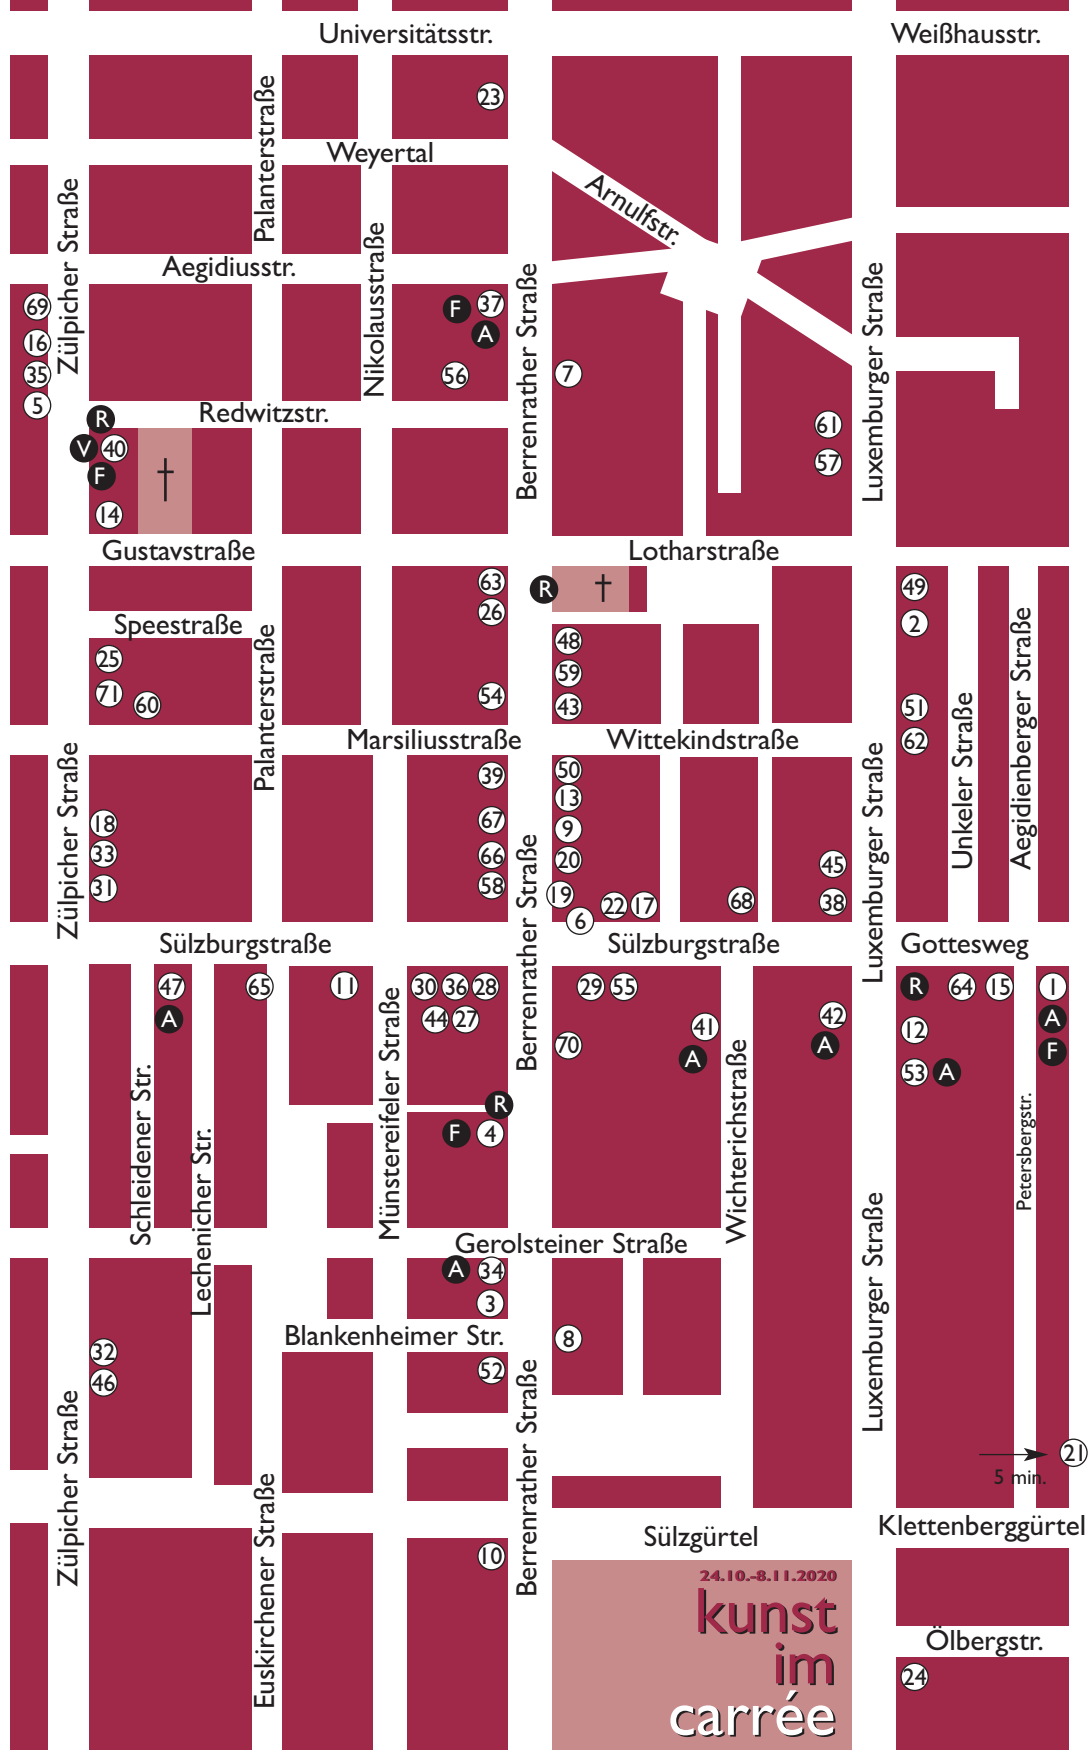 Universitätsstr.
Weißhausstr.
Palanterstraße
23
Weyertal
Zülpicher Straße
Nikolausstraße
Arnulfstr.
Aegidiusstr.
Berrenrather Straße
Luxemburger Straße
69
F
37
16
A
35
56
7
5
R
Redwitzstr.
61
V
40
57
F
14
Gustavstraße
Lotharstraße
63
R
49
26
2
Speestraße
Palanterstraße
48
Aegidienberger Straße
25
59
71
60
54
43
51
Marsiliusstraße
Wittekindstraße
62
Zülpicher Straße
39
50
Luxemburger Straße
Unkeler Straße
13
18
67
9
33
66
Berrenrather Straße
20
45
31
58
19
22
17
68
38
6
Sülzburgstraße
Sülzburgstraße
Gottesweg
47
65
11
30
36
28
29
55
R
64
15
1
A
44
27
41
42
A
12
70
A
A
F
53
A
Schleidener Str.
Münstereifeler Straße
Wichterichstraße
Petersbergstr.
R
F
4
Lechenicher Str.
Gerolsteiner Straße
Luxemburger Straße
A
34
3
Blankenheimer Str.
8
32
52
46
Zülpicher Straße
Berrenrather Straße
21
5 min.
Euskirchener Straße
Sülzgürtel
Klettenberggürtel
10
24.10.-8.11.2020
kunst
im
carrée
Ölbergstr.
24